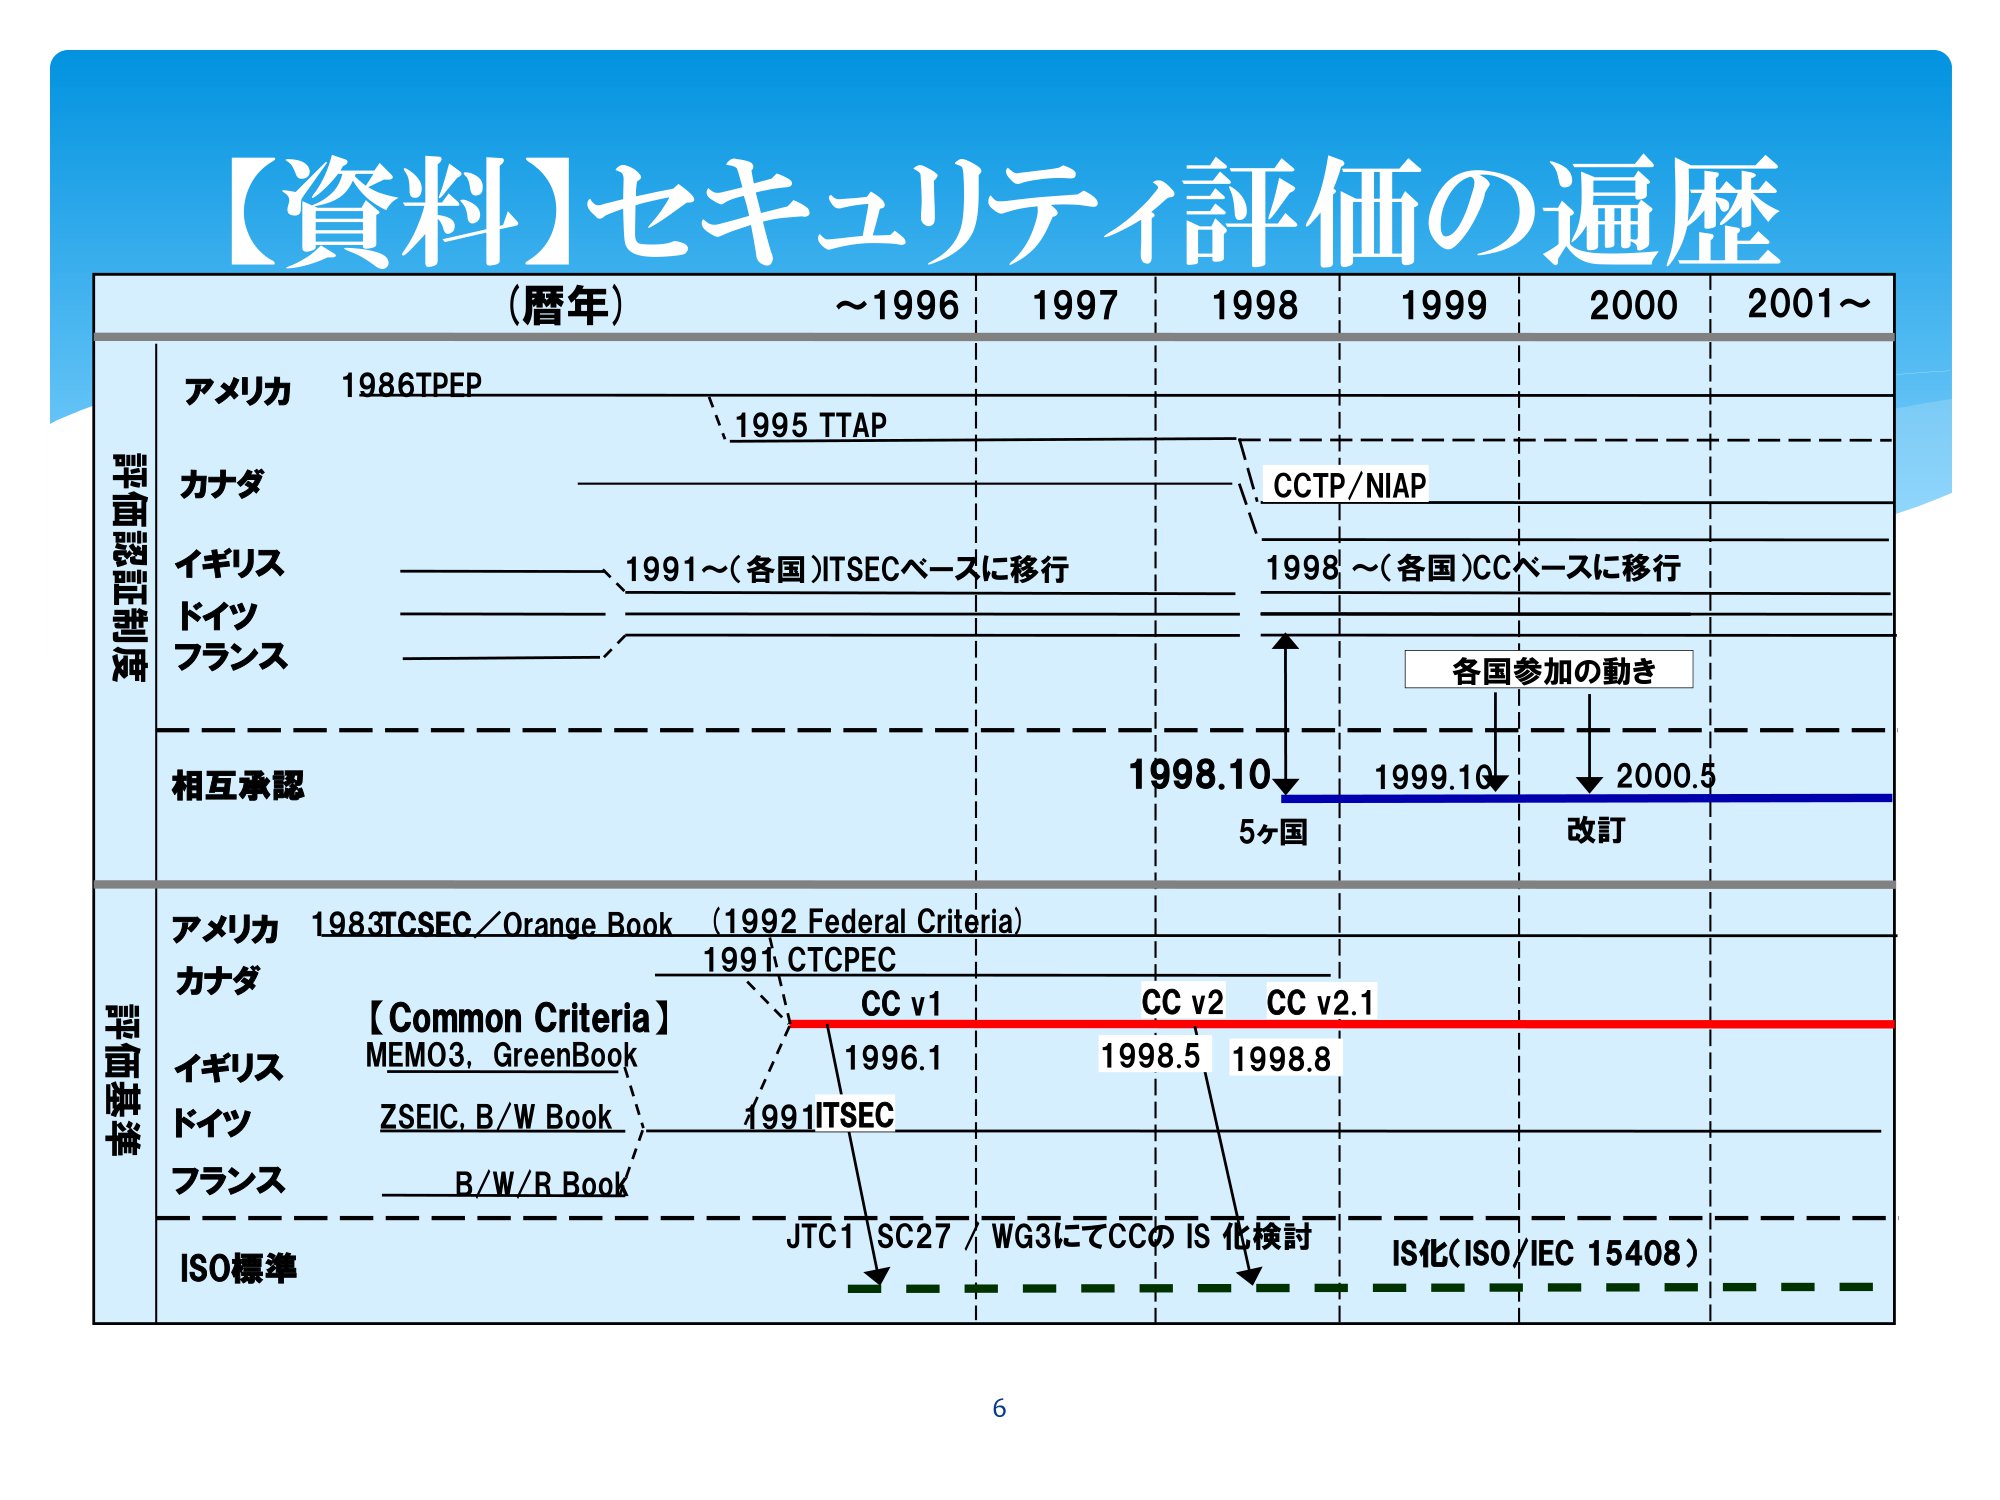 【資料】セキュリティ評価の遍歴
(暦年) ～1996 1997 1998 1999 2000 2001～
評価認証制度
アメリカ 1986TPEP
1995 TTAP
カナダ CCTP/NIAP
イギリス 1991～(各国)ITSECベースに移行 1998 ～(各国)CCベースに移行
ドイツ
フランス
各国参加の動き
相互承認 1998.10 1999.10 2000.5
5ヶ国 改訂
評価基準
アメリカ 1983TCSEC／Orange Book (1992 Federal Criteria)
カナダ 1991 CTCPEC
【Common Criteria】 CC v1 CC v2 CC v2.1
MEMO3, GreenBook 1996.1 1998.5 1998.8
イギリス
ドイツ ZSEIC, B/W Book 1991ITSEC
フランス B/W/R Book
JTC1 SC27 / WG3にてCCの IS 化検討
ISO標準 IS化(ISO/IEC 15408)
6